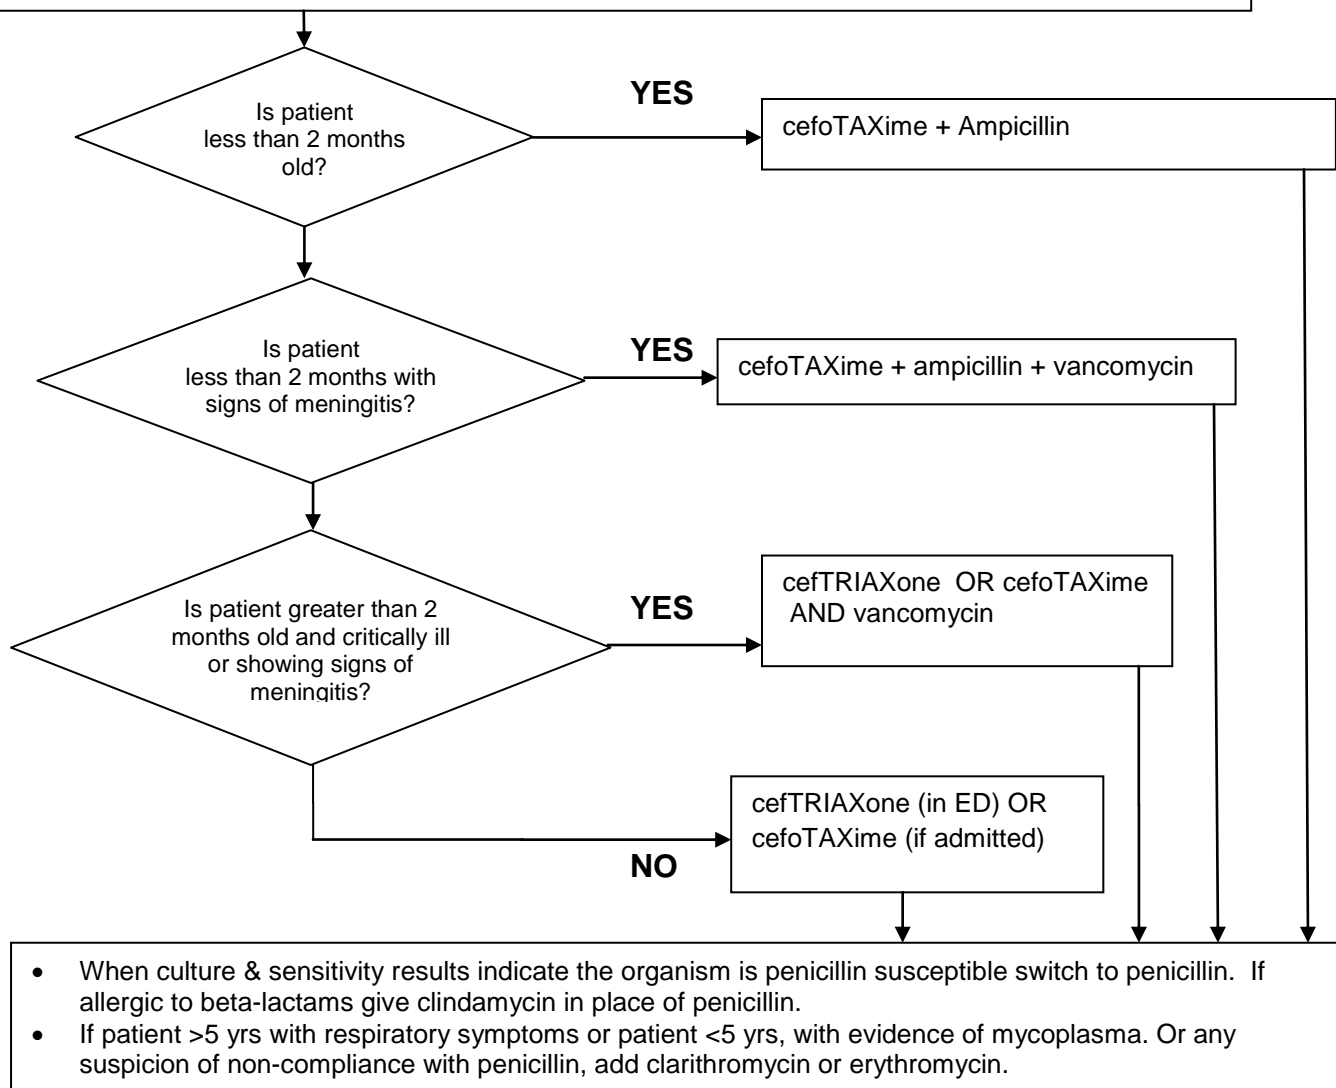 Is patient
less than 2 months
old?
YES
cefoTAXime + Ampicillin
Is patient
less than 2 months with
signs of meningitis?
YES
cefoTAXime + ampicillin + vancomycin
Is patient greater than 2
months old and critically ill
or showing signs of
meningitis?
YES
cefTRIAXone  OR cefoTAXime
AND vancomycin
NO
cefTRIAXone (in ED) OR
cefoTAXime (if admitted)
• When culture & sensitivity results indicate the organism is penicillin susceptible switch to penicillin.  If
allergic to beta-lactams give clindamycin in place of penicillin.
• If patient >5 yrs with respiratory symptoms or patient <5 yrs, with evidence of mycoplasma. Or any
suspicion of non-compliance with penicillin, add clarithromycin or erythromycin.